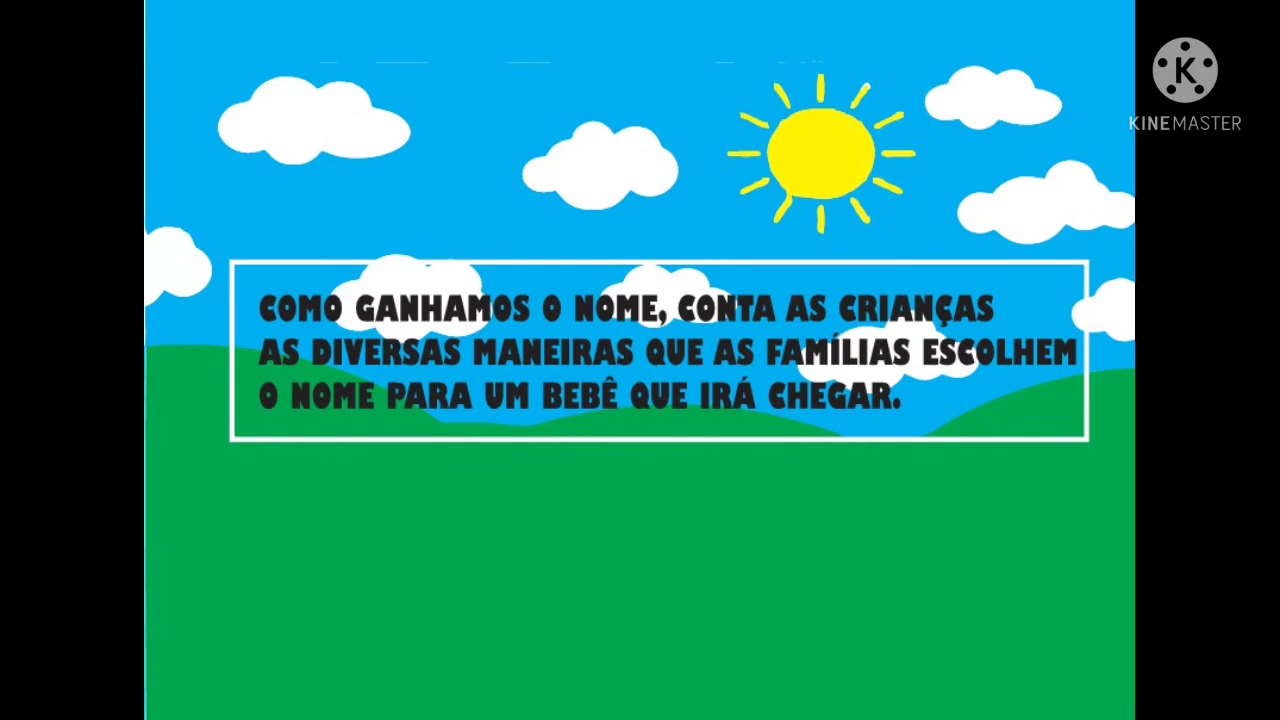 KINEMASTER
COMO GANHAMOS O NOME, CONTA AS CRIANÇAS
AS DIVERSAS MANEIRAS QUE AS FAMÍLIAS ESCOLHEM
O NOME PARA UM BEBÊ QUE IRÁ CHEGAR.